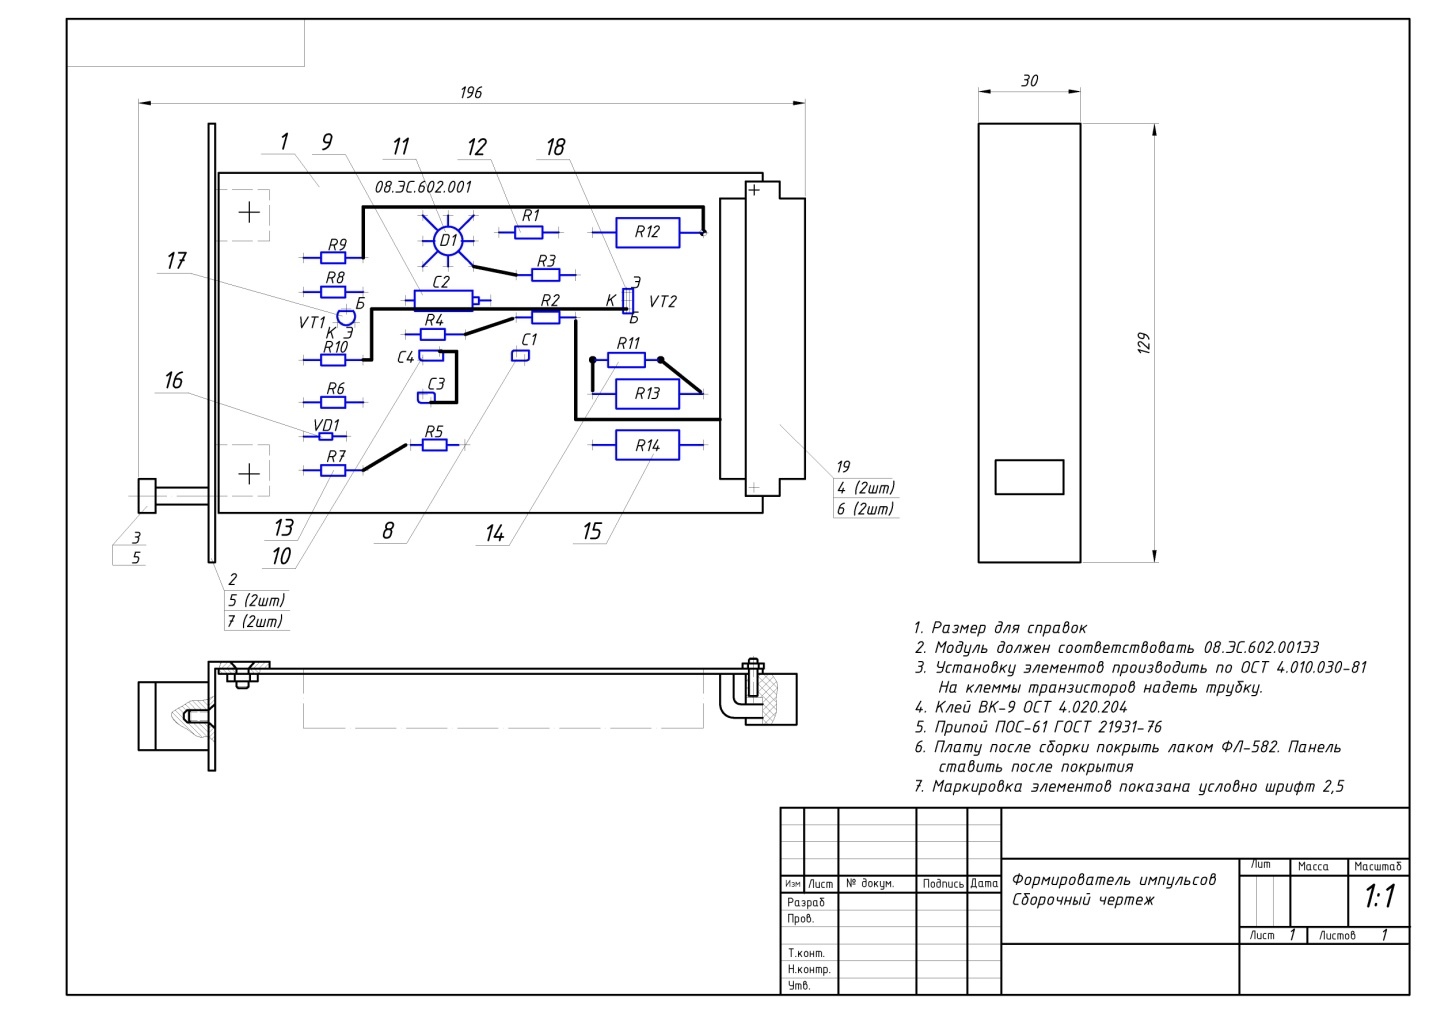 196
30
1
9
11
12
18
08.ЭС.602.001
R1
D1
R12
R9
R3
R8
C2
Э
17
Б
К
VT2
R2
VT1
R4
Б
К Э
C1
R11
129
R10
C4
16
R6
C3
R13
VD1
R5
R14
R7
19
4 (2шт)
6 (2шт)
13
8
14
15
3
5
10
2
5 (2шт)
7 (2шт)
1. Размер для справок
2. Модуль должен соответствовать 08.ЭС.602.001ЭЗ
3. Установку элементов производить по ОСТ 4.010.030-81
На клеммы транзисторов надеть трубку.
4. Клей ВК-9 ОСТ 4.020.204
5. Припой ПОС-61 ГОСТ 21931-76
6. Плату после сборки покрыть лаком ФЛ-582. Панель
ставить после покрытия
7. Маркировка элементов показана условно шрифт 2,5
Лит Масса Масштаб
Изм Лист № докум. Подпись Дата
Формирователь импульсов
Сборочный чертеж
1:1
Разраб
Пров.
Лист 1 Листов 1
Т.конт.
Н.контр.
Утв.